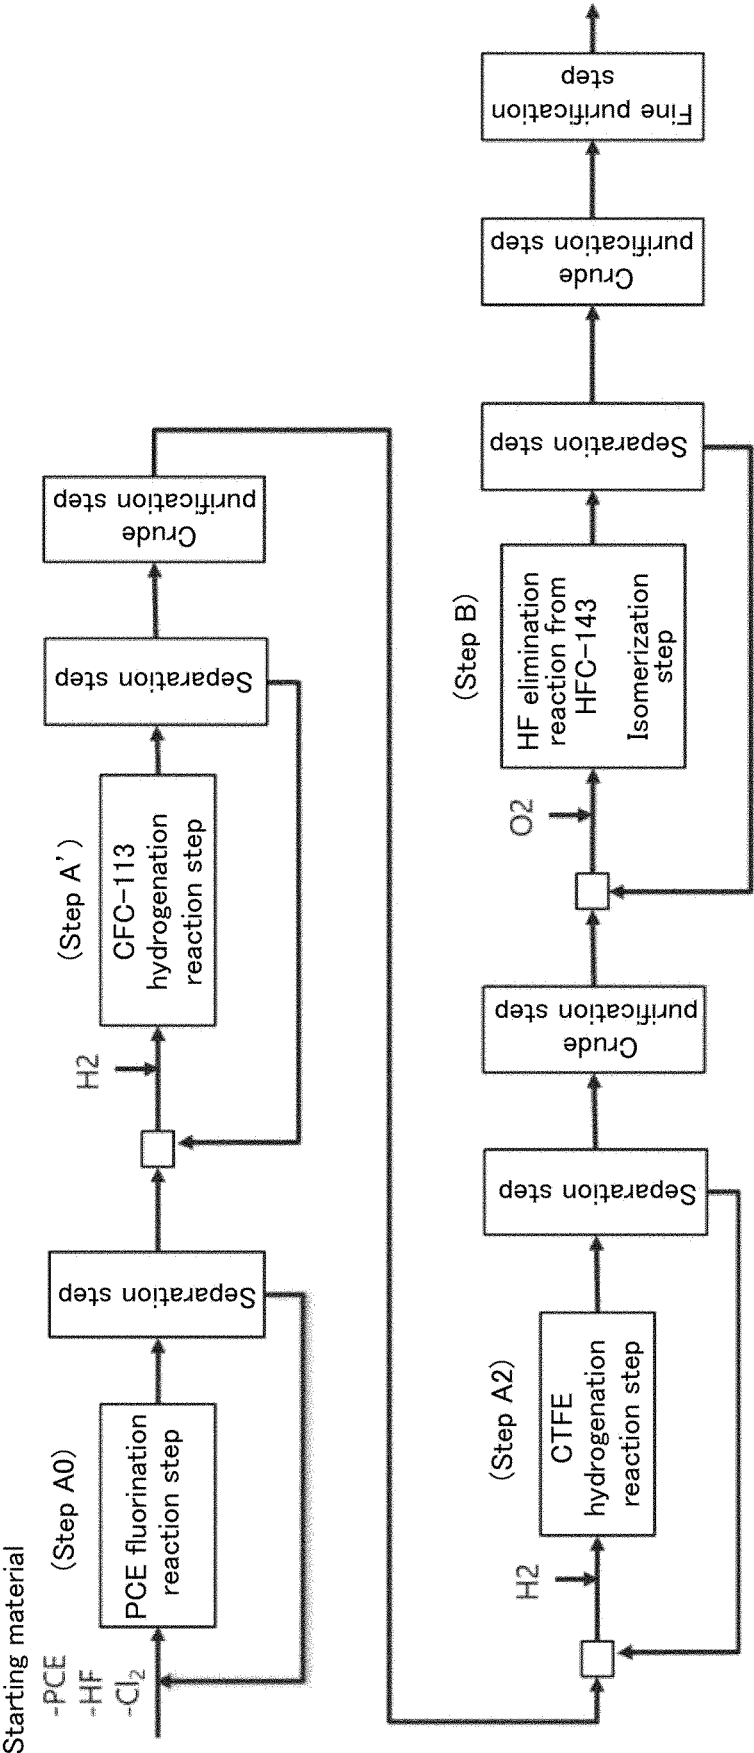 Starting material
-PCE
-HF
-Cl2
(Step A0)
PCE fluorination
reaction step
Separation step
H2
(Step A')
CFC-113
hydrogenation
reaction step
Separation step
Crude
purification step
H2
(Step A2)
CTFE
hydrogenation
reaction step
Separation step
Crude
purification step
O2
(Step B)
HF elimination
reaction from
HFC-143
Isomerization
step
Separation step
Crude
purification step
Fine purification
step